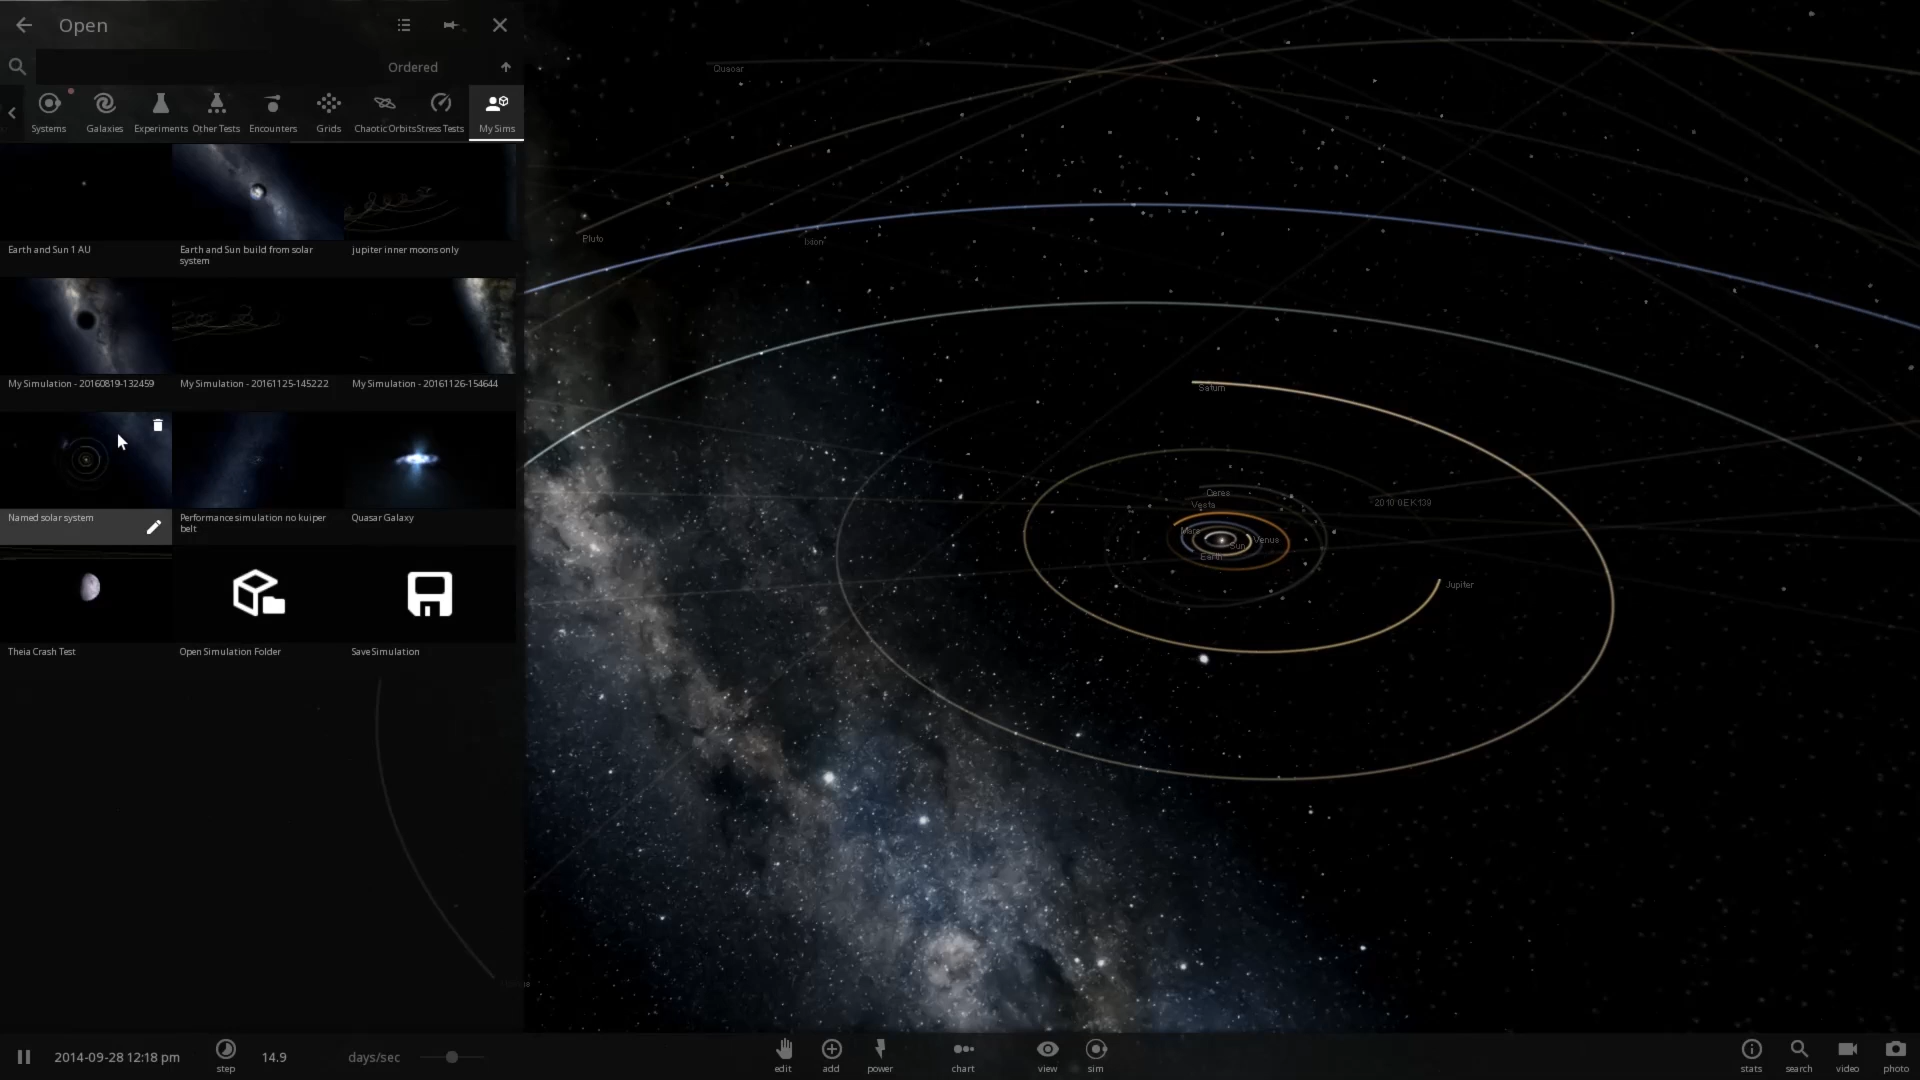 Open
Ordered
Systems
Galaxies
Experiments
Other Tests
Encounters
Grids
Chaotic Orbits
Stress Tests
My Sims
Earth and Sun 1 AU
Earth and Sun build from solar
system
jupiter inner moons only
My Simulation - 20160819-132459
My Simulation - 20161125-145222
My Simulation - 20161126-154644
Named solar system
Performance simulation no kuiper
belt
Quasar Galaxy
Theia Crash Test
Open Simulation Folder
Save Simulation
Quaoar
Pluto
Ixion
Saturn
Ceres
Vesta
2010 EK139
Mars
Venus
Sun
Earth
Jupiter
2014-09-28 12:18 pm
step
14.9
days/sec
edit
add
power
chart
view
sim
stats
search
video
photo